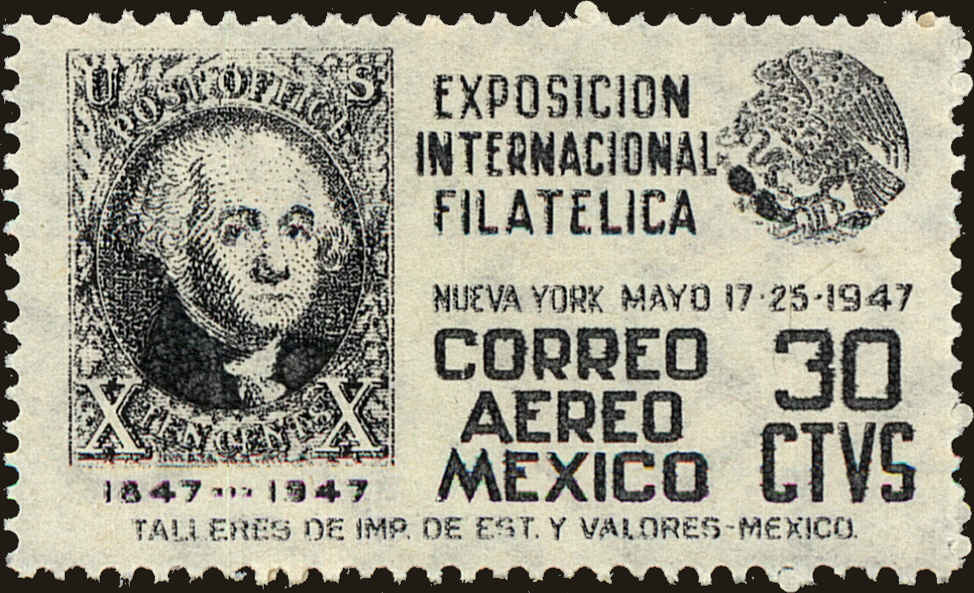 U S
POST OFFICE
X X
TEN CENTS
1847 ••• 1947
EXPOSICION
INTERNACIONAL
FILATELICA
NUEVA YORK MAYO 17·25·1947
CORREO
AEREO
MEXICO
30
CTVS
TALLERES DE IMP. DE EST. Y VALORES-MEXICO.